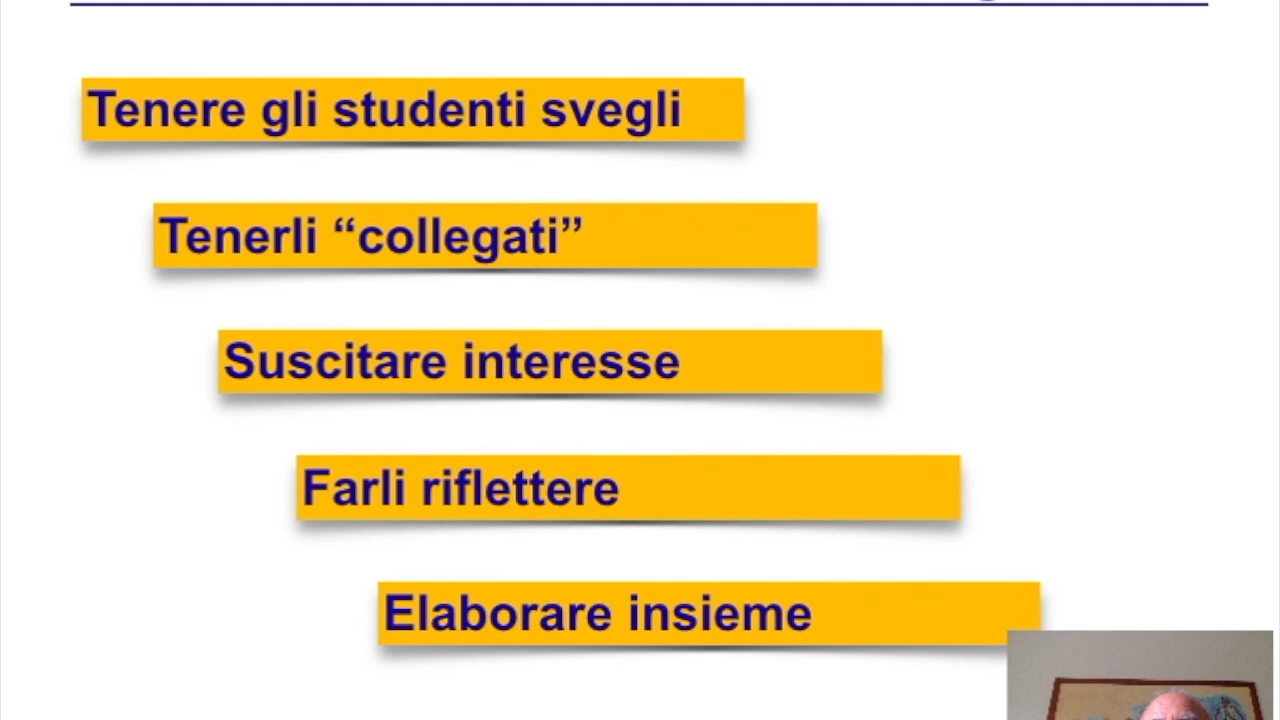 Tenere gli studenti svegli
Tenerli “collegati”
Suscitare interesse
Farli riflettere
Elaborare insieme